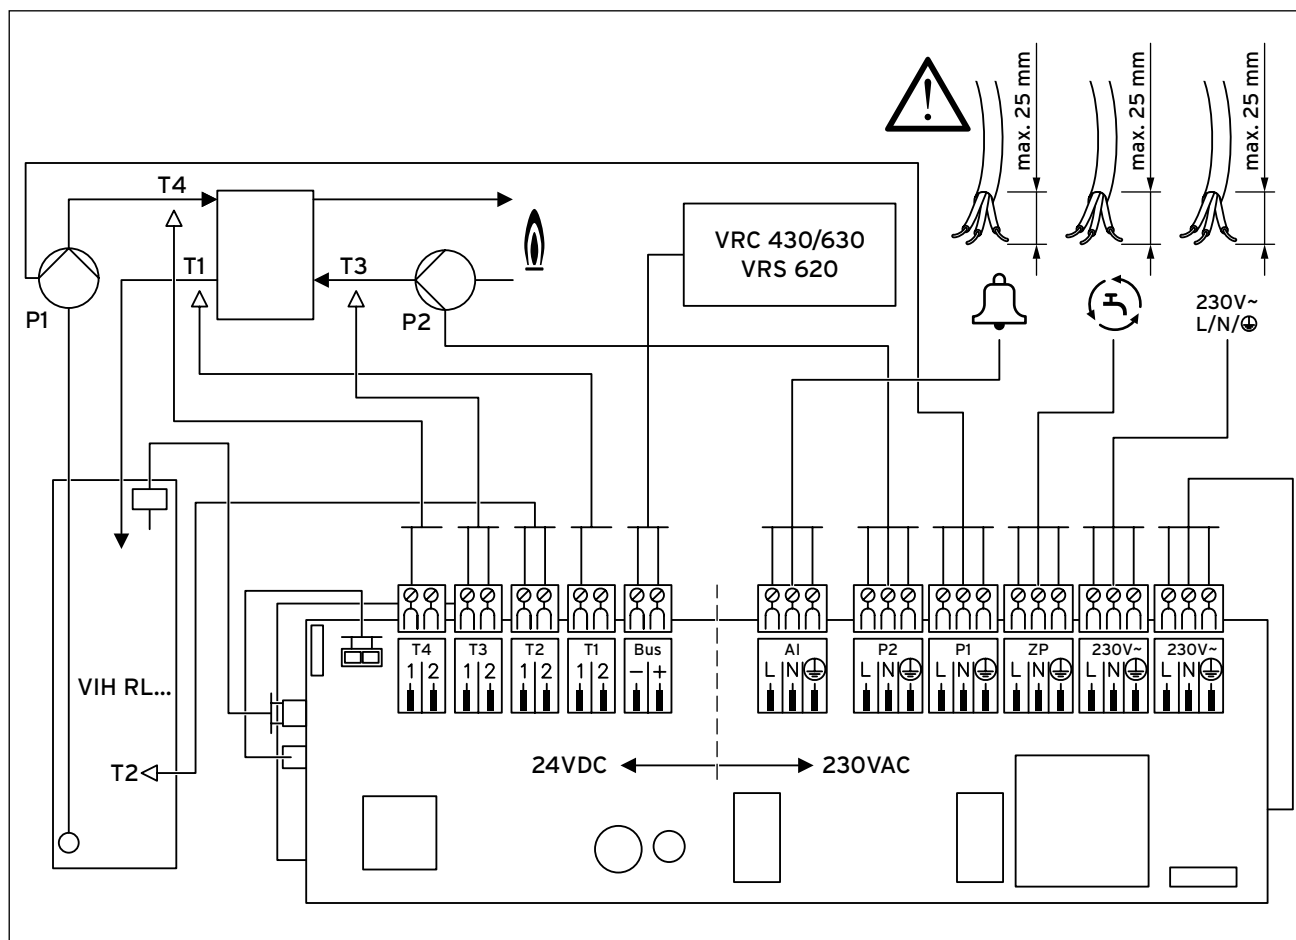 max. 25 mm
max. 25 mm
max. 25 mm
T4
T1
T3
P1
P2
VRC 430/630
VRS 620
230V~
L/N/⏚
VIH RL...
T2
T4
1 2
T3
1 2
T2
1 2
T1
1 2
Bus
– +
AI
L N
P2
L N
P1
L N
ZP
L N
230V~
L N
230V~
L N
24VDC
230VAC